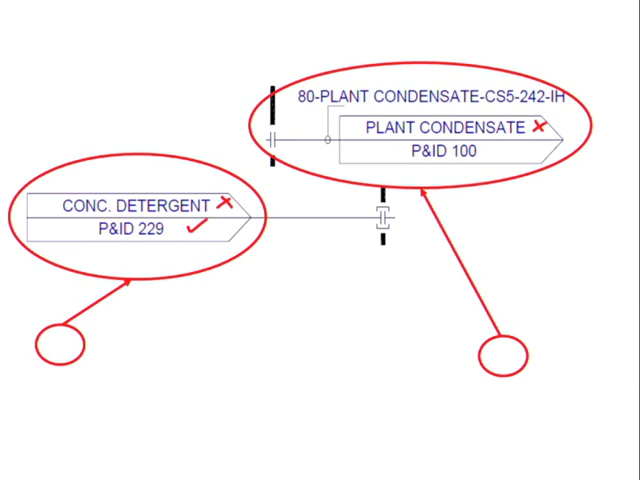 80-PLANT CONDENSATE-CS5-242-IH
PLANT CONDENSATE
P&ID 100
CONC. DETERGENT
P&ID 229